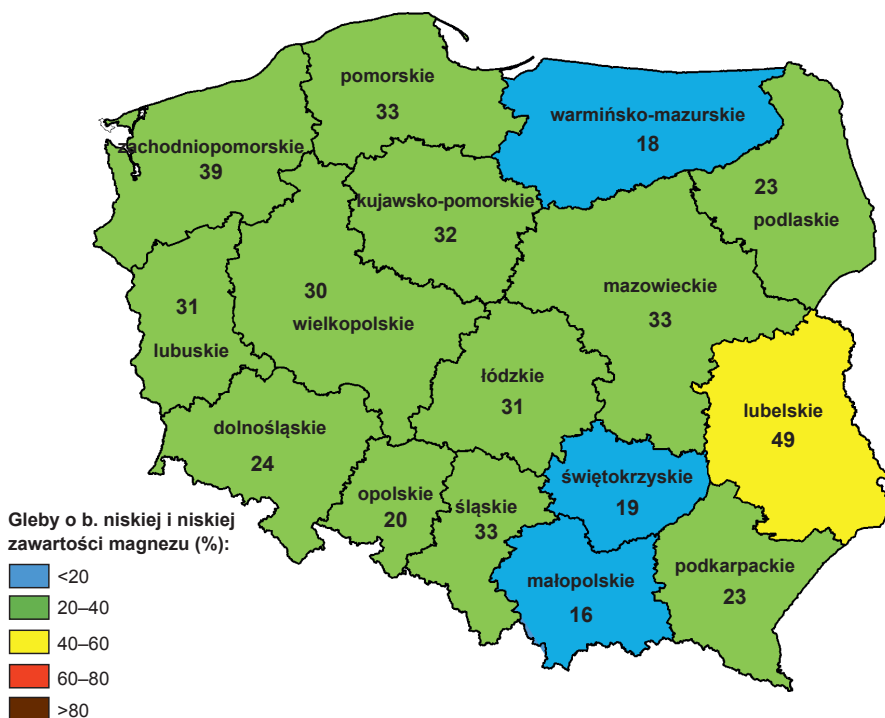 pomorskie
33
warmińsko-mazurskie
18
zachodniopomorskie
39
kujawsko-pomorskie
32
23
podlaskie
mazowieckie
33
30
wielkopolskie
31
lubuskie
łódzkie
31
lubelskie
49
dolnośląskie
24
opolskie
20
śląskie
33
świętokrzyskie
19
małopolskie
16
podkarpackie
23
Gleby o b. niskiej i niskiej
zawartości magnezu (%):
<20
20–40
40–60
60–80
>80